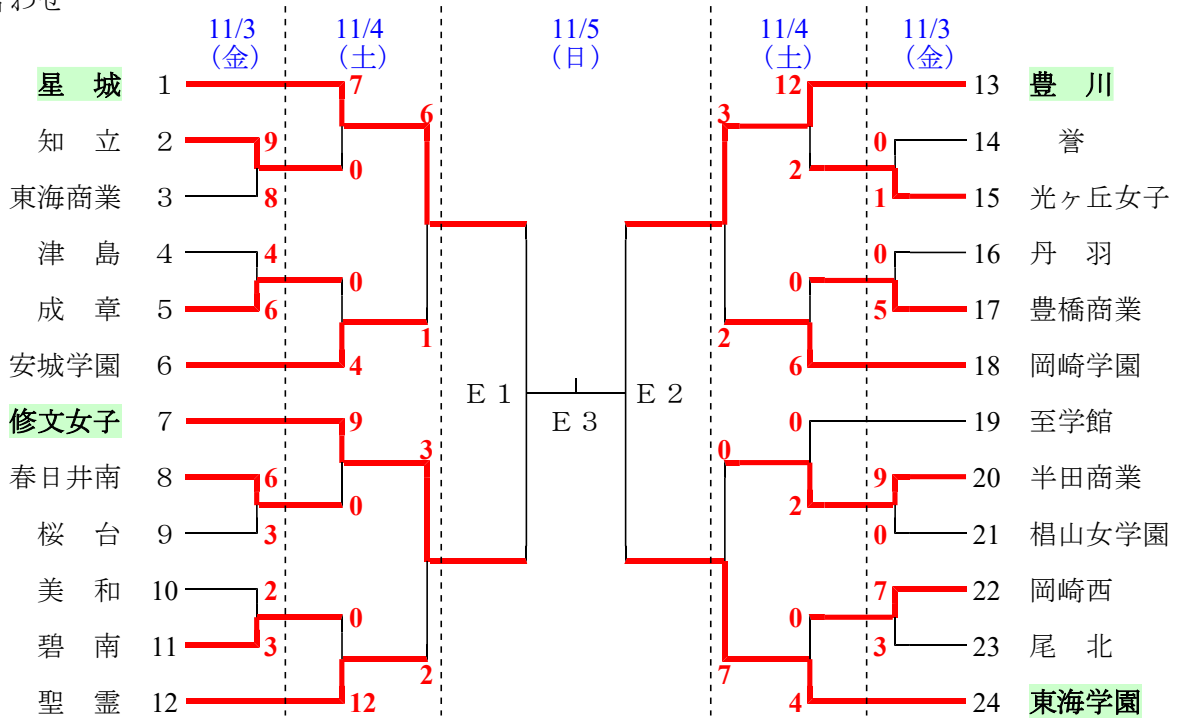 わせ
11/3 11/4 11/5 11/4 11/3
（金） （土） （日） （土） （金）
星　城 1 7 12 13 豊　川
6 3
知　立 2 9 0 14 誉
0 2
東海商業 3 8 1 15 光ヶ丘女子
津　島 4 4 0 16 丹　羽
0 0
成　章 5 6 5 17 豊橋商業
1 2
安城学園 6 4 6 18 岡崎学園
Ｅ１ Ｅ２
Ｅ３
修文女子 7 9 0 19 至学館
3 0
春日井南 8 6 9 20 半田商業
0 2
桜　台 9 3 0 21 椙山女学園
美　和 10 2 7 22 岡崎西
0 0
碧　南 11 3 3 23 尾　北
2 7
聖　霊 12 12 4 24 東海学園